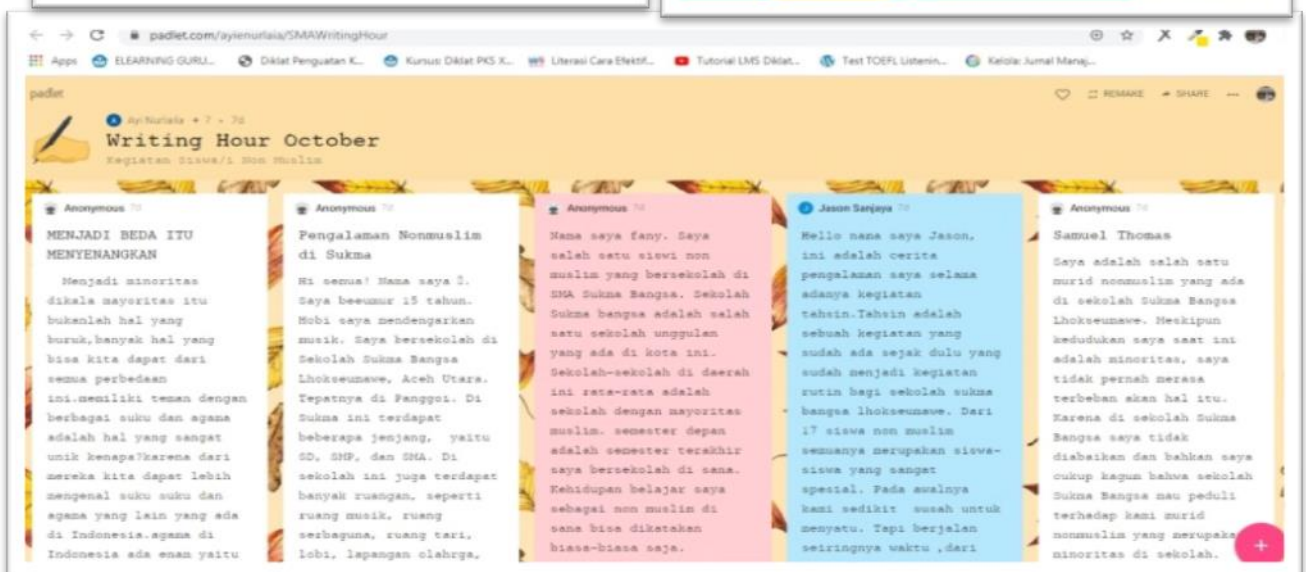 padlet.com/ayienurlaia/SMAWritingHour
Apps ELEARNING GURU... Diklat Penguatan K... Kursus: Diklat PKS X... Literasi Cara Efektif... Tutorial LMS Diklat... Test TOEFL Listenin... Kelola: Jurnal Manaj...
padlet
REMAKE SHARE
Ayi Nurlaila + 7 • 7d
Writing Hour October
Kegiatan Siswa/i Non Muslim
Anonymous 7d
MENJADI BEDA ITU
MENYENANGKAN
Menjadi minoritas
dikala mayoritas itu
bukanlah hal yang
buruk,banyak hal yang
bisa kita dapat dari
semua perbedaan
ini.memiliki teman dengan
berbagai suku dan agama
adalah hal yang sangat
unik kenapa?karena dari
mereka kita dapat lebih
mengenal suku suku dan
agama yang lain yang ada
di Indonesia.agama di
Indonesia ada enam yaitu
Anonymous 7d
Pengalaman Nonmuslim
di Sukma
Hi semua! Nama saya
Saya beeumur 15 tahun.
Hobi saya mendengarkan
musik. Saya bersekolah di
Sekolah Sukma Bangsa
Lhokseumawe, Aceh Utara.
Tepatnya di Panggoi. Di
Sukma ini terdapat
beberapa jenjang, yaitu
SD, SMP, dan SMA. Di
sekolah ini juga terdapat
banyak ruangan, seperti
ruang musik, ruang
serbaguna, ruang tari,
lobi, lapangan olahrga,
Anonymous 7d
Nama saya fany. Saya
salah satu siswi non
muslim yang bersekolah di
SMA Sukma Bangsa. Sekolah
Sukma bangsa adalah salah
satu sekolah unggulan
yang ada di kota ini.
Sekolah-sekolah di daerah
ini rata-rata adalah
sekolah dengan mayoritas
muslim. semester depan
adalah semester terakhir
saya bersekolah di sana.
Kehidupan belajar saya
sebagai non muslim di
sana bisa dikatakan
biasa-biasa saja.
Jason Sanjaya 7d
Hello nama saya Jason,
ini adalah cerita
pengalaman saya selama
adanya kegiatan
tahsin.Tahsin adalah
sebuah kegiatan yang
sudah ada sejak dulu yang
sudah menjadi kegiatan
rutin bagi sekolah sukma
bangsa lhokseumawe. Dari
17 siswa non muslim
semuanya merupakan siswa-
siswa yang sangat
spesial. Pada awalnya
kami sedikit susah untuk
menyatu. Tapi berjalan
seiringnya waktu ,dari
Anonymous 7d
Samuel Thomas
Saya adalah salah satu
murid nonmuslim yang ada
di sekolah Sukma Bangsa
Lhokseumawe. Meskipun
kedudukan saya saat ini
adalah minoritas, saya
tidak pernah merasa
terbeban akan hal itu.
Karena di sekolah Sukma
Bangsa saya tidak
diabaikan dan bahkan saya
cukup kagum bahwa sekolah
Sukma Bangsa mau peduli
terhadap kami murid
nonmuslim yang merupaka
minoritas di sekolah.